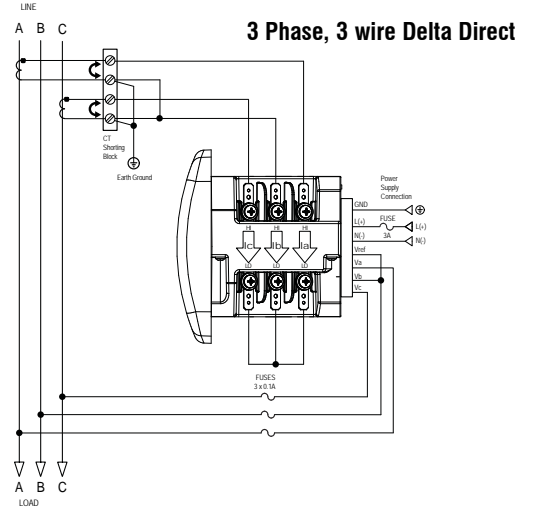 LINE
A B C
3 Phase, 3 wire Delta Direct
CT
Shorting
Block
Earth Ground
Power
Supply
Connection
GND
L(+)
FUSE
L(+)
N(-)
3A
N(-)
Vref
Va
Vb
Vc
HI HI HI
Ic Ib Ia
LO LO LO
FUSES
3 x 0.1A
A B C
LOAD